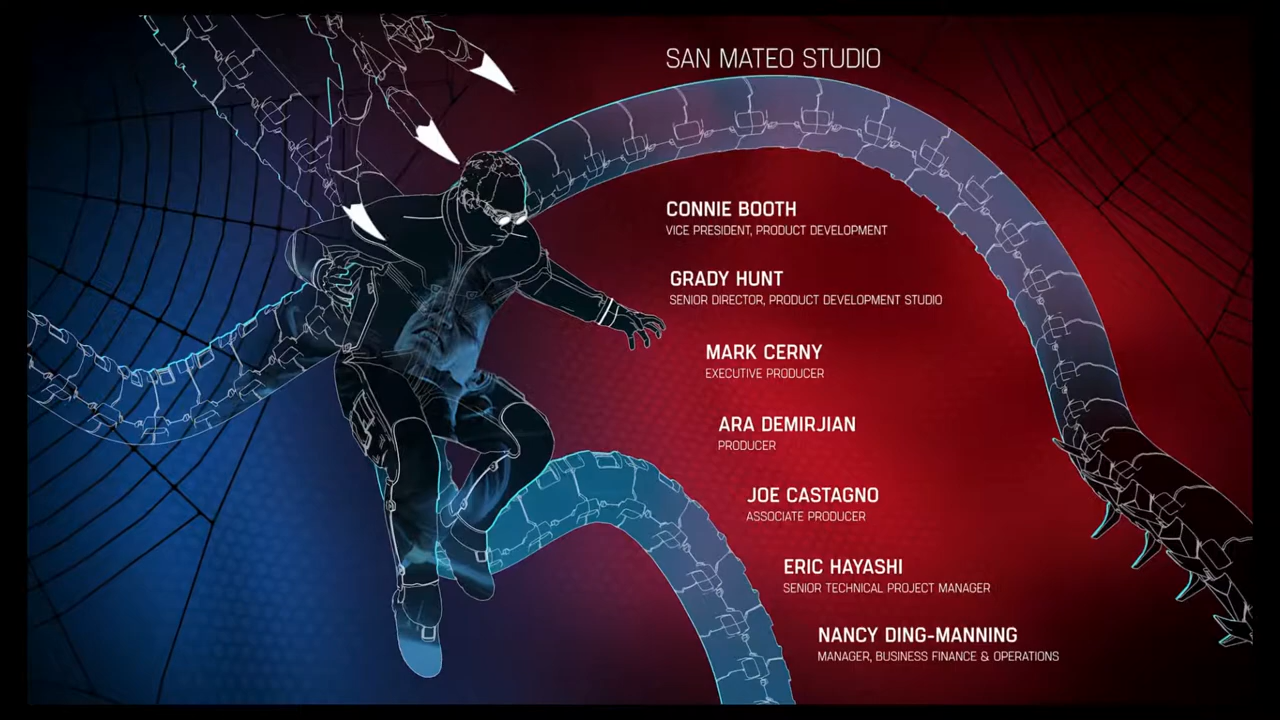 SAN MATEO STUDIO
CONNIE BOOTH
VICE PRESIDENT, PRODUCT DEVELOPMENT
GRADY HUNT
SENIOR DIRECTOR, PRODUCT DEVELOPMENT STUDIO
MARK CERNY
EXECUTIVE PRODUCER
ARA DEMIRJIAN
PRODUCER
JOE CASTAGNO
ASSOCIATE PRODUCER
ERIC HAYASHI
SENIOR TECHNICAL PROJECT MANAGER
NANCY DING-MANNING
MANAGER, BUSINESS FINANCE & OPERATIONS